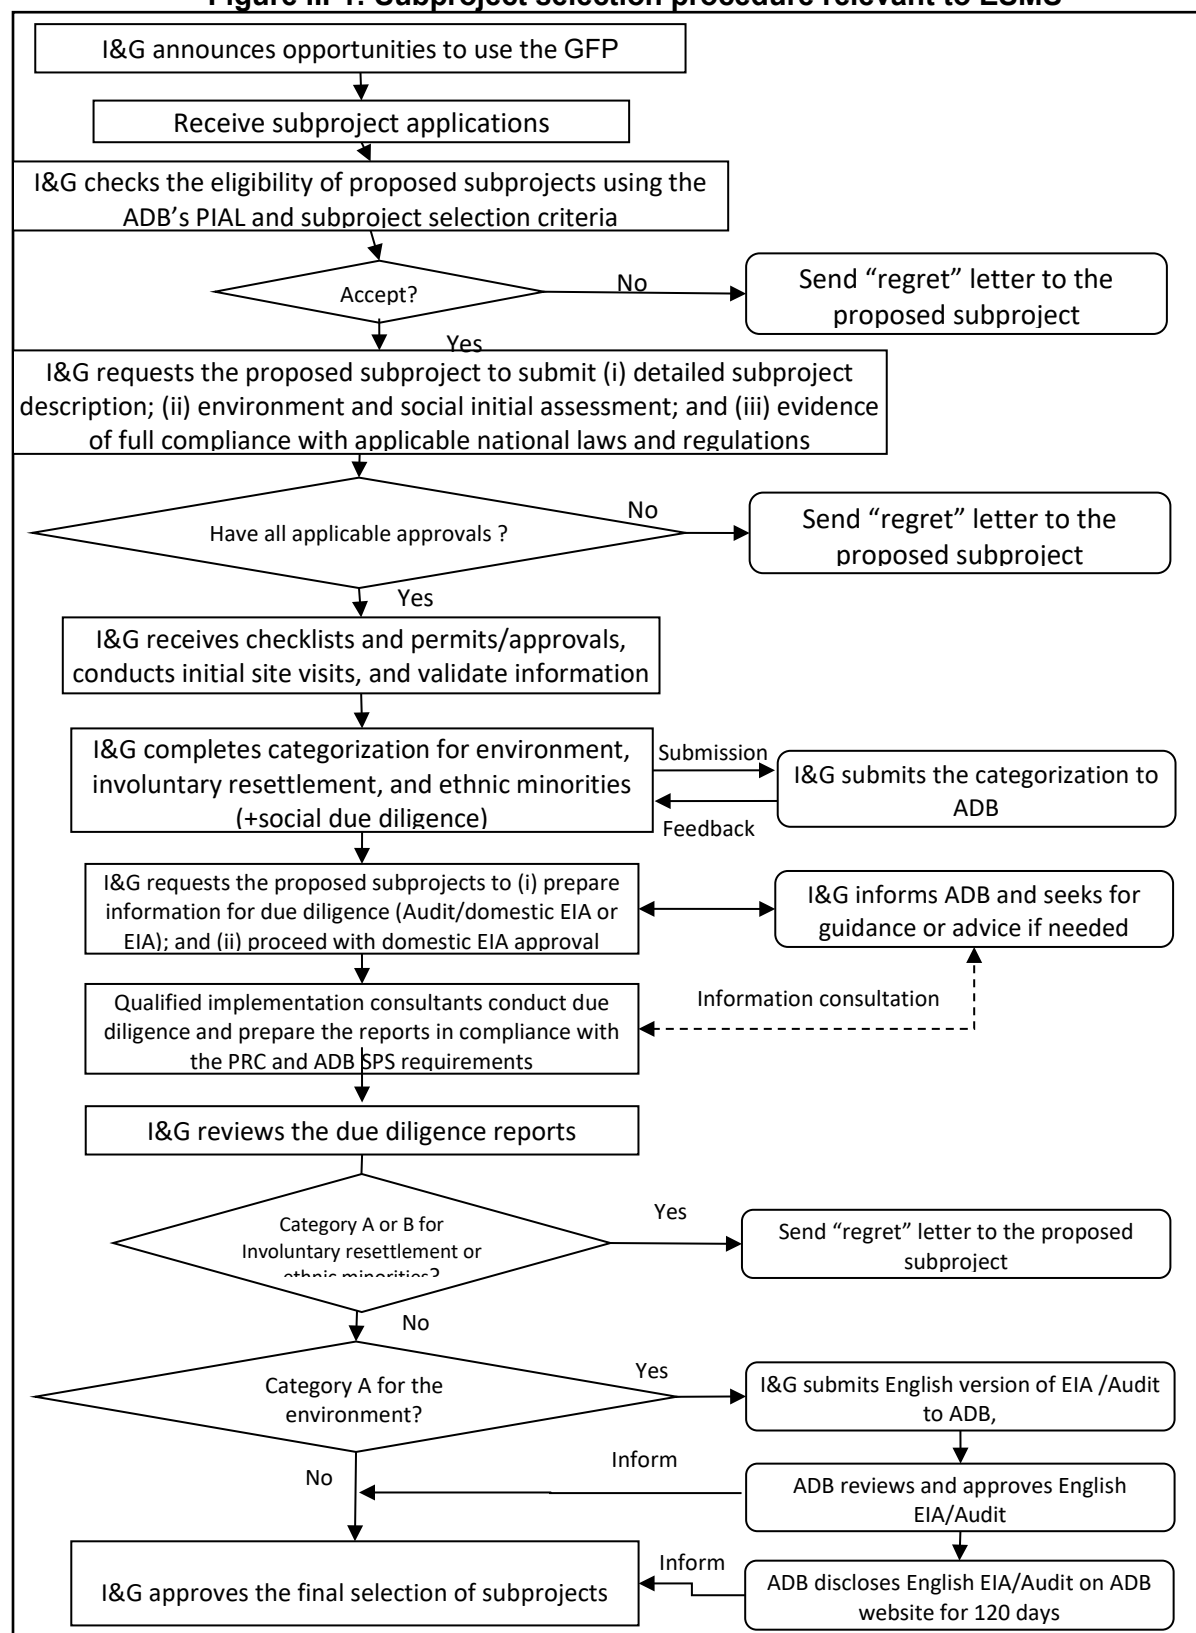 Figure III-1: Subproject selection procedure relevant to ESMS
I&G announces opportunities to use the GFP
Receive subproject applications
I&G checks the eligibility of proposed subprojects using the
ADB's PIAL and subproject selection criteria
Accept?
No
Send “regret” letter to the
proposed subproject
Yes
I&G requests the proposed subproject to submit (i) detailed subproject
description; (ii) environment and social initial assessment; and (iii) evidence
of full compliance with applicable national laws and regulations
Have all applicable approvals ?
No
Send “regret” letter to the
proposed subproject
Yes
I&G receives checklists and permits/approvals,
conducts initial site visits, and validate information
I&G completes categorization for environment,
involuntary resettlement, and ethnic minorities
(+social due diligence)
Submission
Feedback
I&G submits the categorization to
ADB
I&G requests the proposed subprojects to (i) prepare
information for due diligence (Audit/domestic EIA or
EIA); and (ii) proceed with domestic EIA approval
I&G informs ADB and seeks for
guidance or advice if needed
Information consultation
Qualified implementation consultants conduct due
diligence and prepare the reports in compliance with
the PRC and ADB SPS requirements
I&G reviews the due diligence reports
Category A or B for
Involuntary resettlement or
ethnic minorities?
Yes
Send “regret” letter to the proposed
subproject
No
Category A for the
environment?
Yes
I&G submits English version of EIA /Audit
to ADB,
No
Inform
ADB reviews and approves English
EIA/Audit
I&G approves the final selection of subprojects
Inform
ADB discloses English EIA/Audit on ADB
website for 120 days